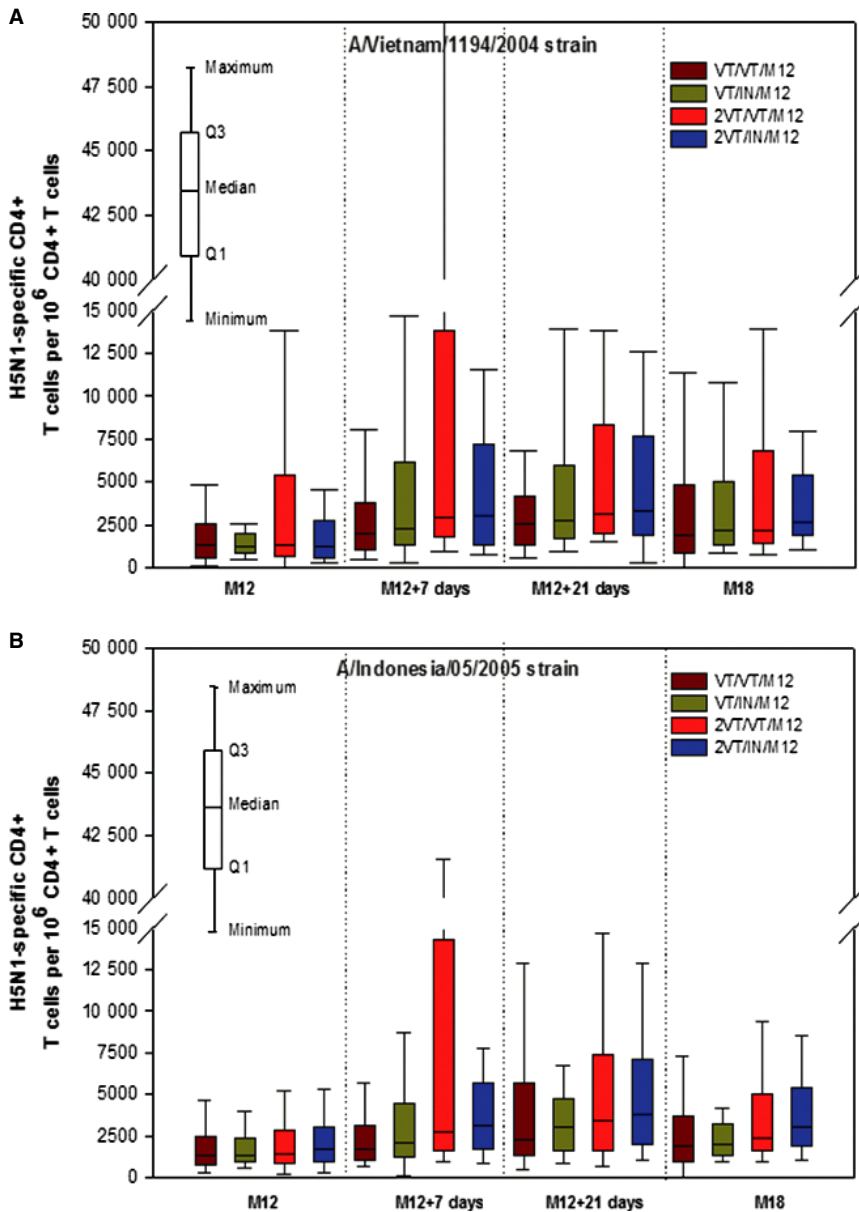 A
A/Vietnam/1194/2004 strain
H5N1-specific CD4+
T cells per 10⁶ CD4+ T cells
50 000
47 500
45 000
42 500
40 000
15 000
12 500
10 000
7500
5000
2500
0
Maximum
Q3
Median
Q1
Minimum
VT/VT/M12
VT/IN/M12
2VT/VT/M12
2VT/IN/M12
M12
M12+7 days
M12+21 days
M18
B
A/Indonesia/05/2005 strain
H5N1-specific CD4+
T cells per 10⁶ CD4+ T cells
50 000
47 500
45 000
42 500
40 000
15 000
12 500
10 000
7500
5000
2500
0
Maximum
Q3
Median
Q1
Minimum
VT/VT/M12
VT/IN/M12
2VT/VT/M12
2VT/IN/M12
M12
M12+7 days
M12+21 days
M18